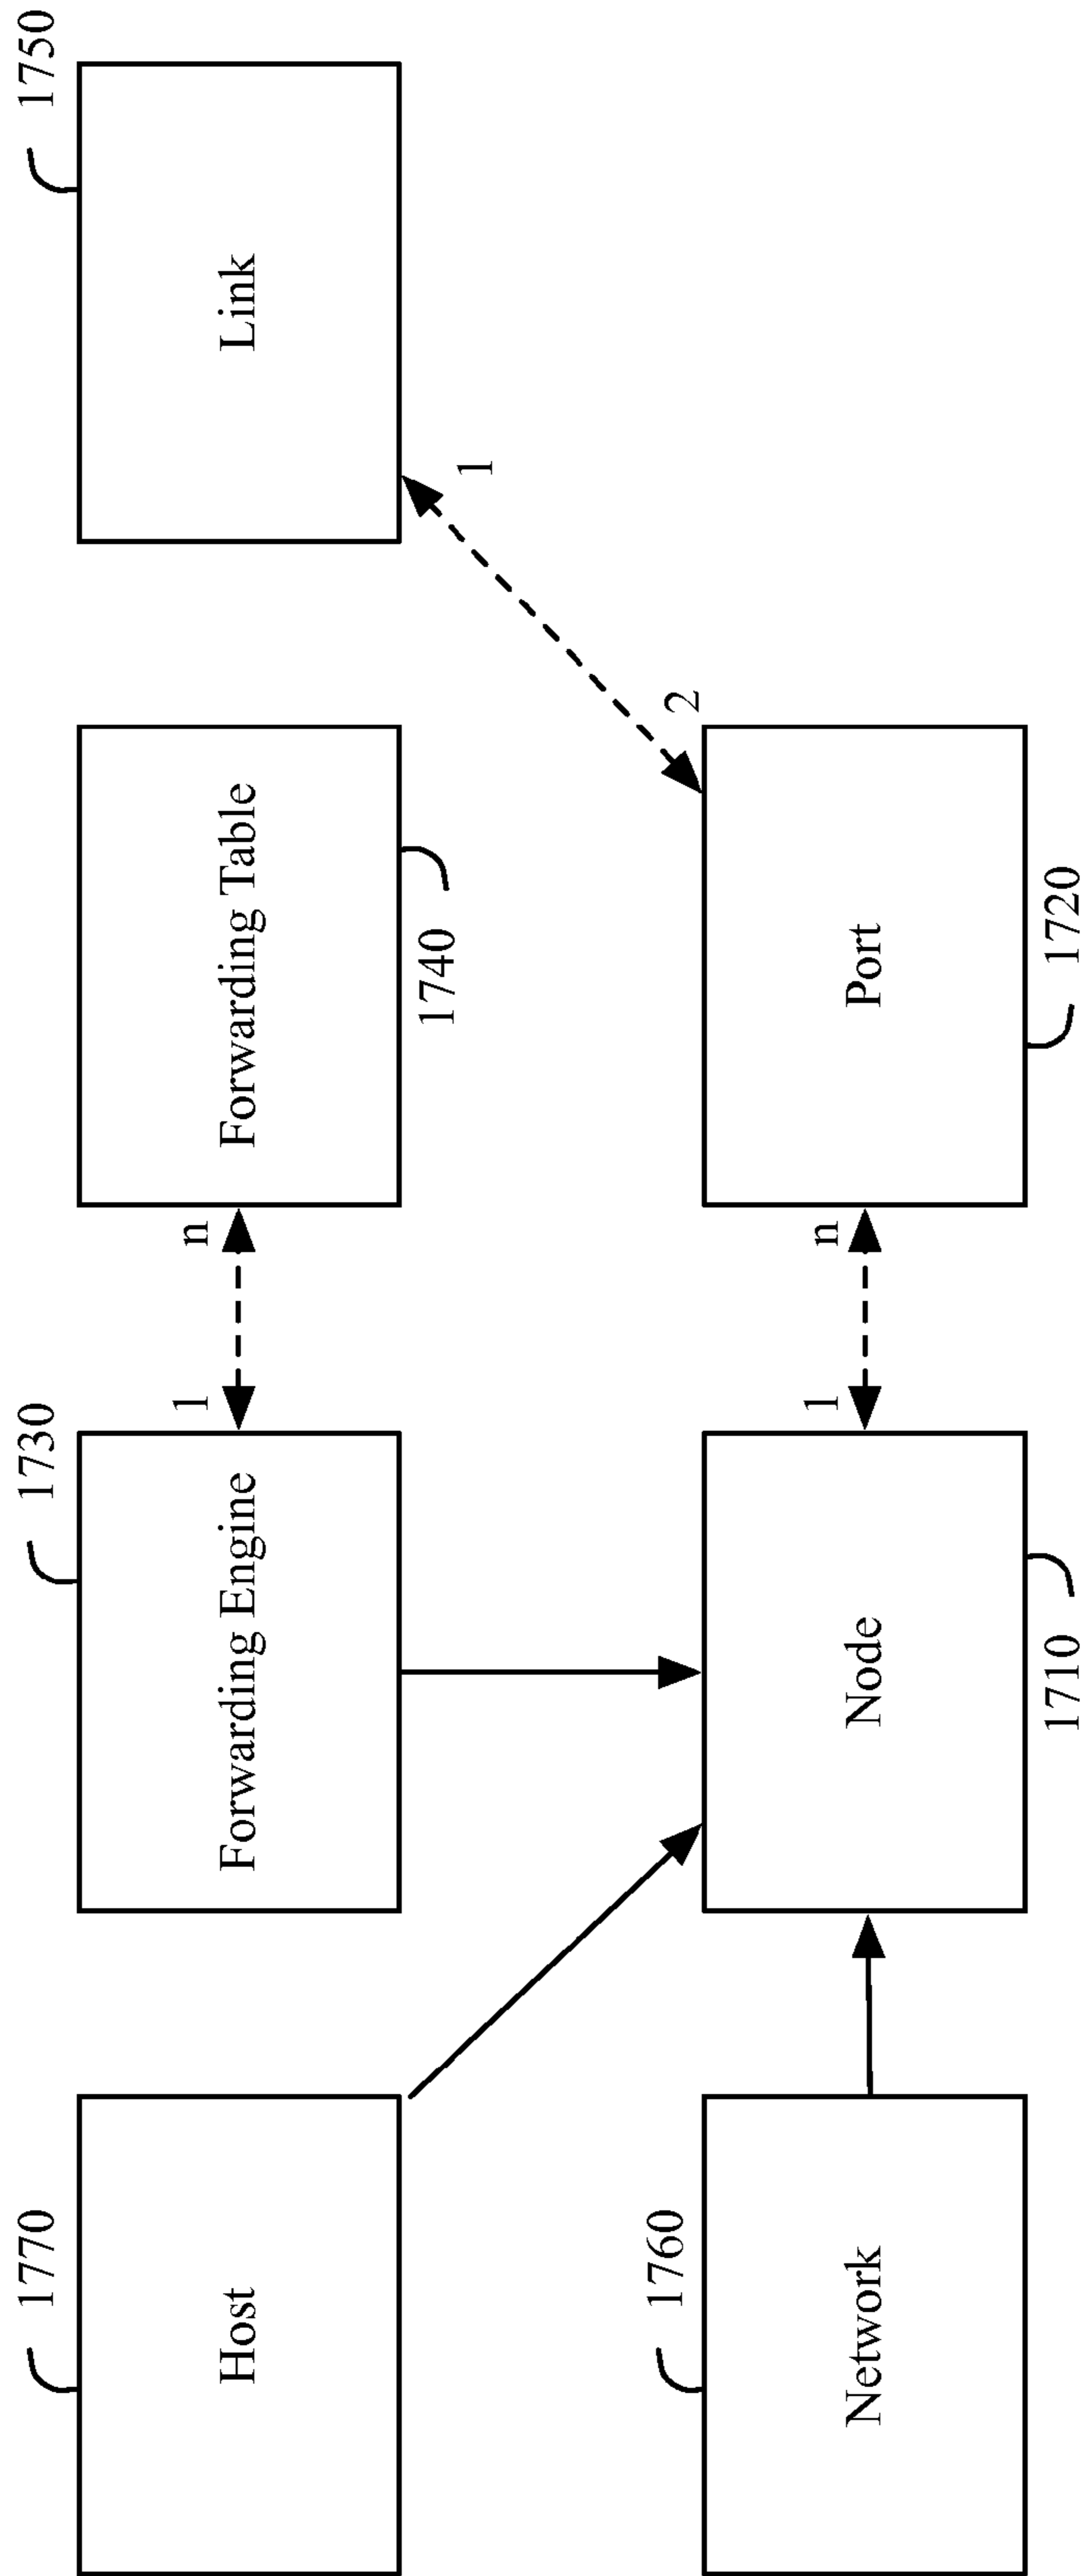 1770
1730
1750
Host
Forwarding Engine
1
n
Forwarding Table
Link
1740
1
1760
2
Network
Node
1
n
Port
1710
1720